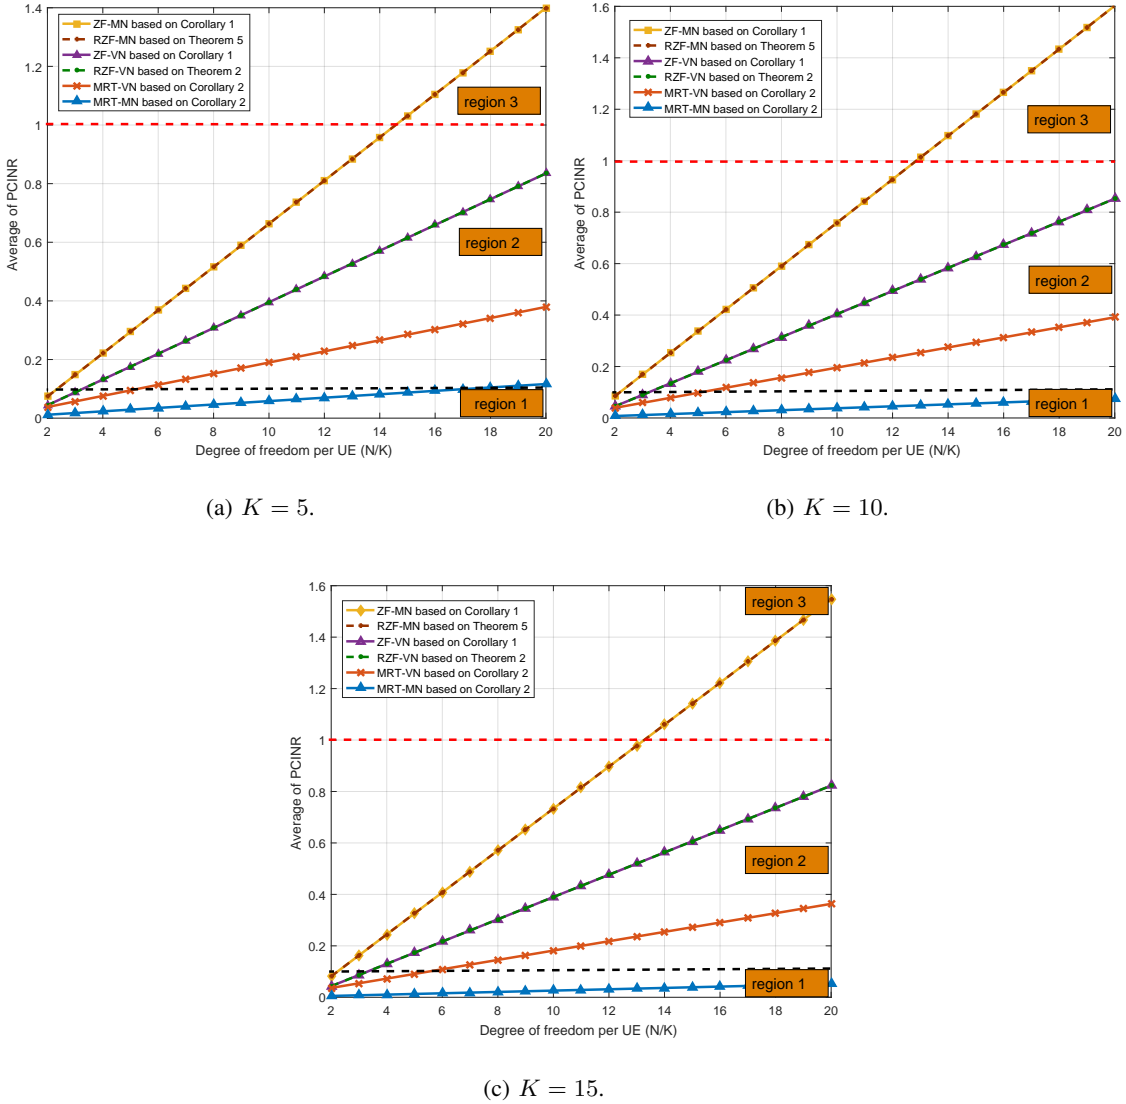 1.4
1.2
1
0.8
0.6
0.4
0.2
0
Average of PCINR
ZF-MN based on Corollary 1
RZF-MN based on Theorem 5
ZF-VN based on Corollary 1
RZF-VN based on Theorem 2
MRT-VN based on Corollary 2
MRT-MN based on Corollary 2
region 3
region 2
region 1
2 4 6 8 10 12 14 16 18 20
Degree of freedom per UE (N/K)
(a) K = 5.
1.6
1.4
1.2
1
0.8
0.6
0.4
0.2
0
Average of PCINR
ZF-MN based on Corollary 1
RZF-MN based on Theorem 5
ZF-VN based on Corollary 1
RZF-VN based on Theorem 2
MRT-VN based on Corollary 2
MRT-MN based on Corollary 2
region 3
region 2
region 1
2 4 6 8 10 12 14 16 18 20
Degree of freedom per UE (N/K)
(b) K = 10.
1.6
1.4
1.2
1
0.8
0.6
0.4
0.2
0
Average of PCINR
ZF-MN based on Corollary 1
RZF-MN based on Theorem 5
ZF-VN based on Corollary 1
RZF-VN based on Theorem 2
MRT-VN based on Corollary 2
MRT-MN based on Corollary 2
region 3
region 2
region 1
2 4 6 8 10 12 14 16 18 20
Degree of freedom per UE (N/K)
(c) K = 15.